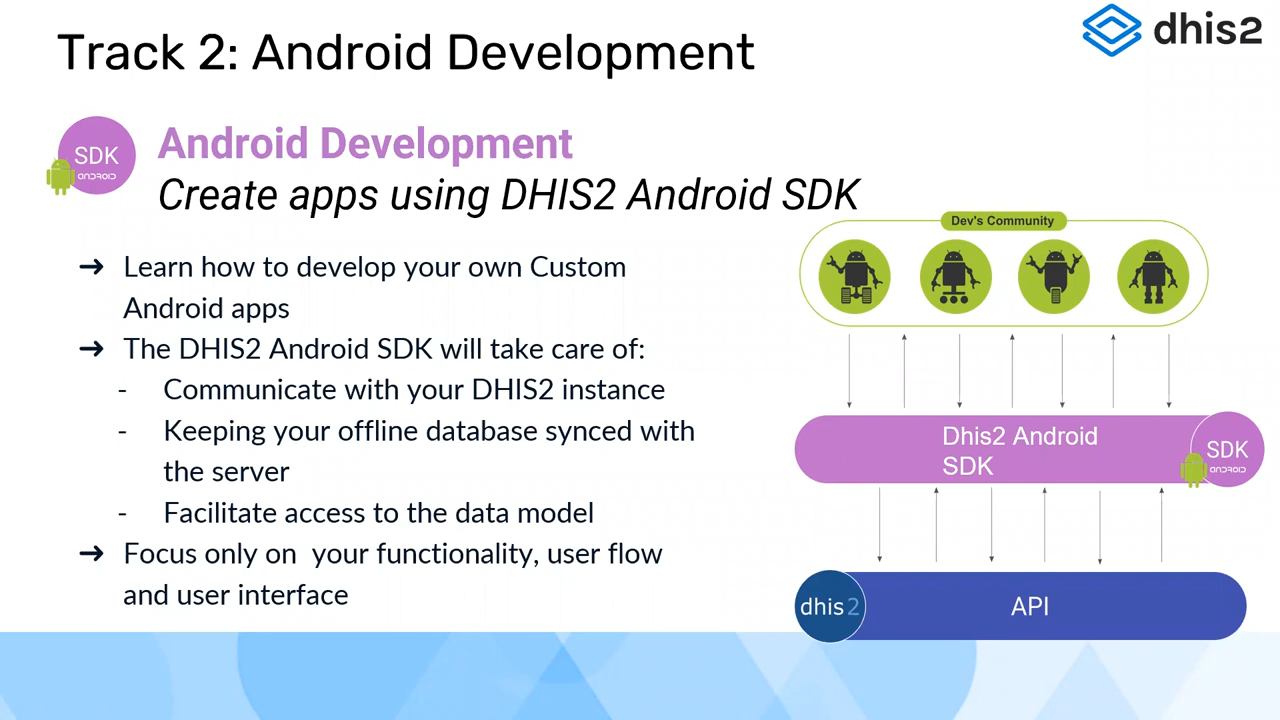 Track 2: Android Development
dhis2
SDK
ANDROID
Android Development
Create apps using DHIS2 Android SDK
➔ Learn how to develop your own Custom
Android apps
➔ The DHIS2 Android SDK will take care of:
- Communicate with your DHIS2 instance
- Keeping your offline database synced with
the server
- Facilitate access to the data model
➔ Focus only on  your functionality, user flow
and user interface
Dev's Community
Dhis2 Android
SDK
SDK
ANDROID
dhis2
API